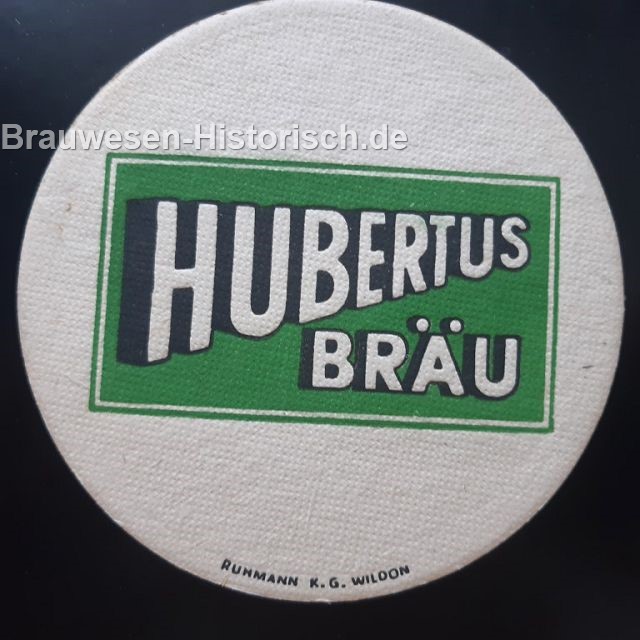 Brauwesen-Historisch.de
HUBERTUS
BRÄU
RUHMANN K.G. WILDON